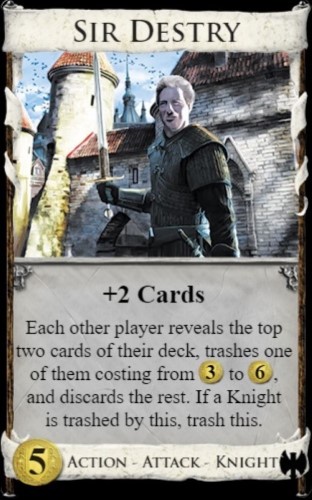 SIR DESTRY
+2 Cards
Each other player reveals the top
two cards of their deck, trashes one
of them costing from 3 to 6,
and discards the rest. If a Knight
is trashed by this, trash this.
5 ACTION - ATTACK - KNIGHT